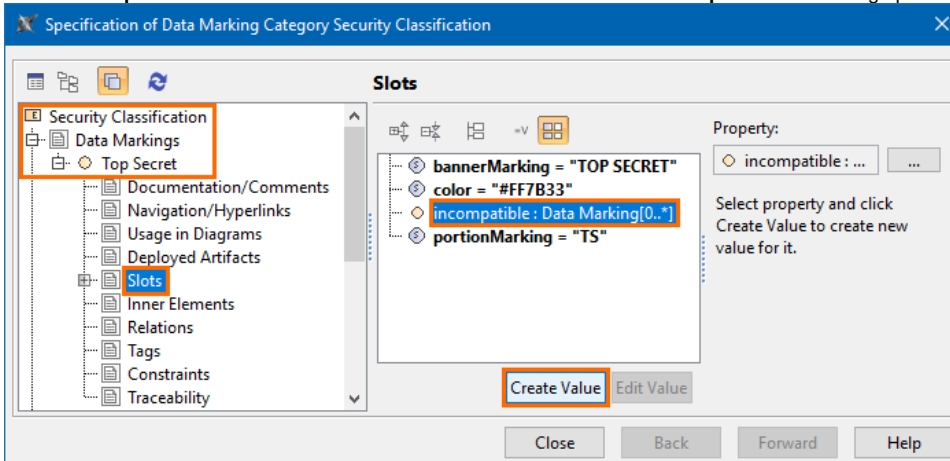 Specification of Data Marking Category Security Classification
Slots
Security Classification
Data Markings
Top Secret
Documentation/Comments
Navigation/Hyperlinks
Usage in Diagrams
Deployed Artifacts
Slots
Inner Elements
Relations
Tags
Constraints
Traceability
=V
bannerMarking = "TOP SECRET"
color = "#FF7B33"
incompatible : Data Marking[0..*]
portionMarking = "TS"
Create Value
Edit Value
Property:
incompatible : ...
...
Select property and click
Create Value to create new
value for it.
Close
Back
Forward
Help